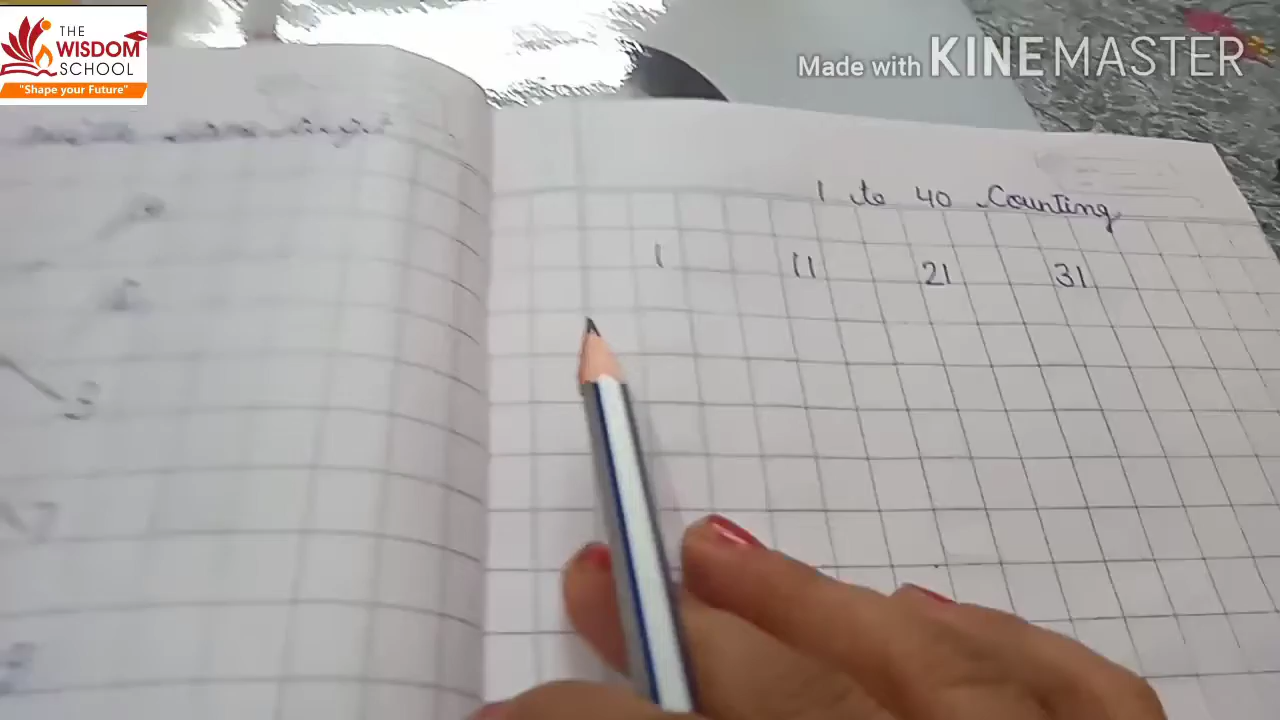 THE
WISDOM
SCHOOL
"Shape your Future"
Made with KINEMASTER
1 to 40 Counting
1 11 21 31